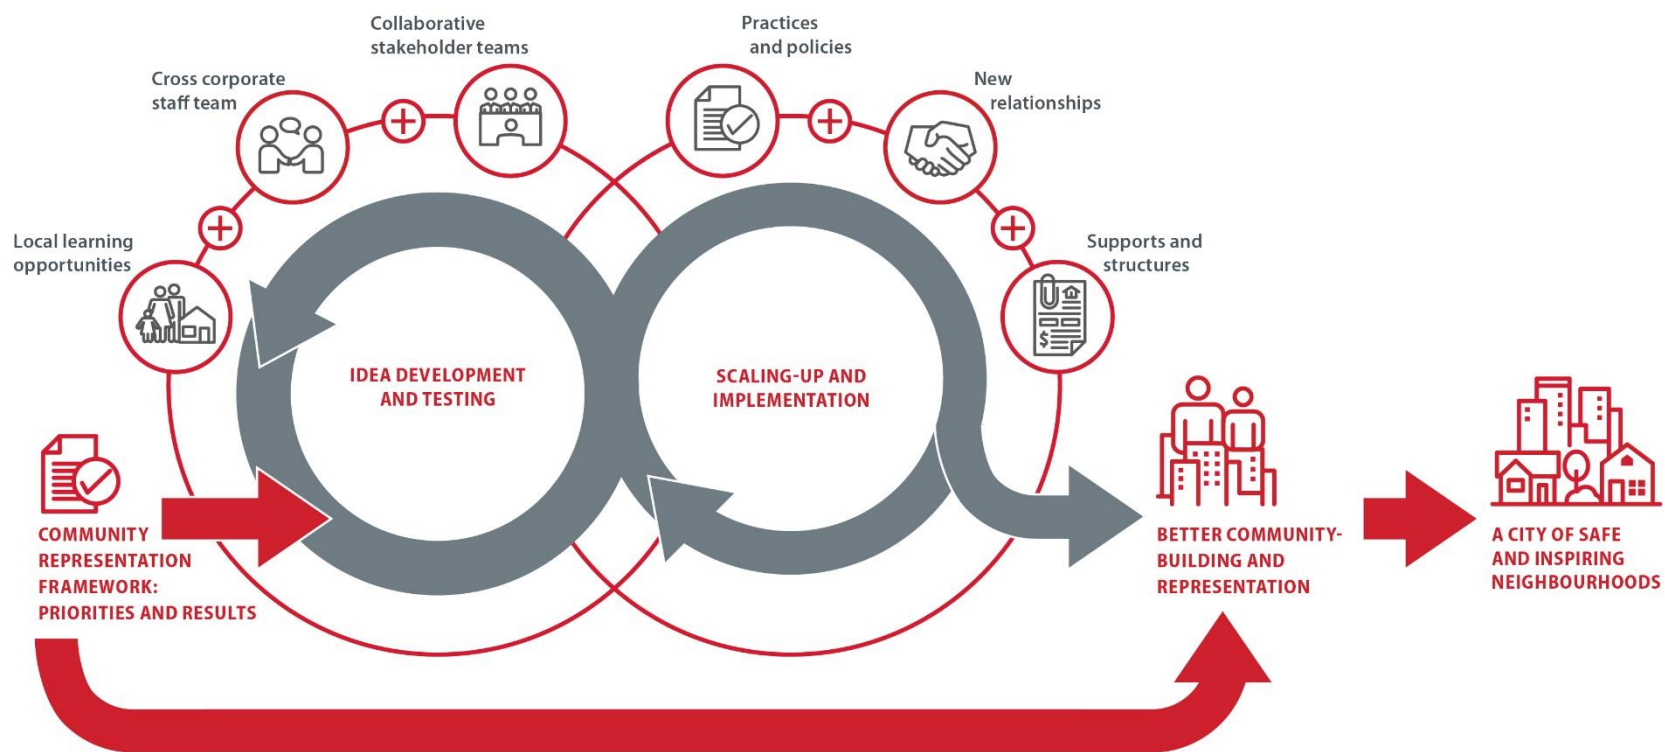 Collaborative
stakeholder teams
Practices
and policies
Cross corporate
staff team
New
relationships
Local learning
opportunities
Supports and
structures
IDEA DEVELOPMENT
AND TESTING
SCALING-UP AND
IMPLEMENTATION
$
COMMUNITY
REPRESENTATION
FRAMEWORK:
PRIORITIES AND RESULTS
BETTER COMMUNITY-
BUILDING AND
REPRESENTATION
A CITY OF SAFE
AND INSPIRING
NEIGHBOURHOODS